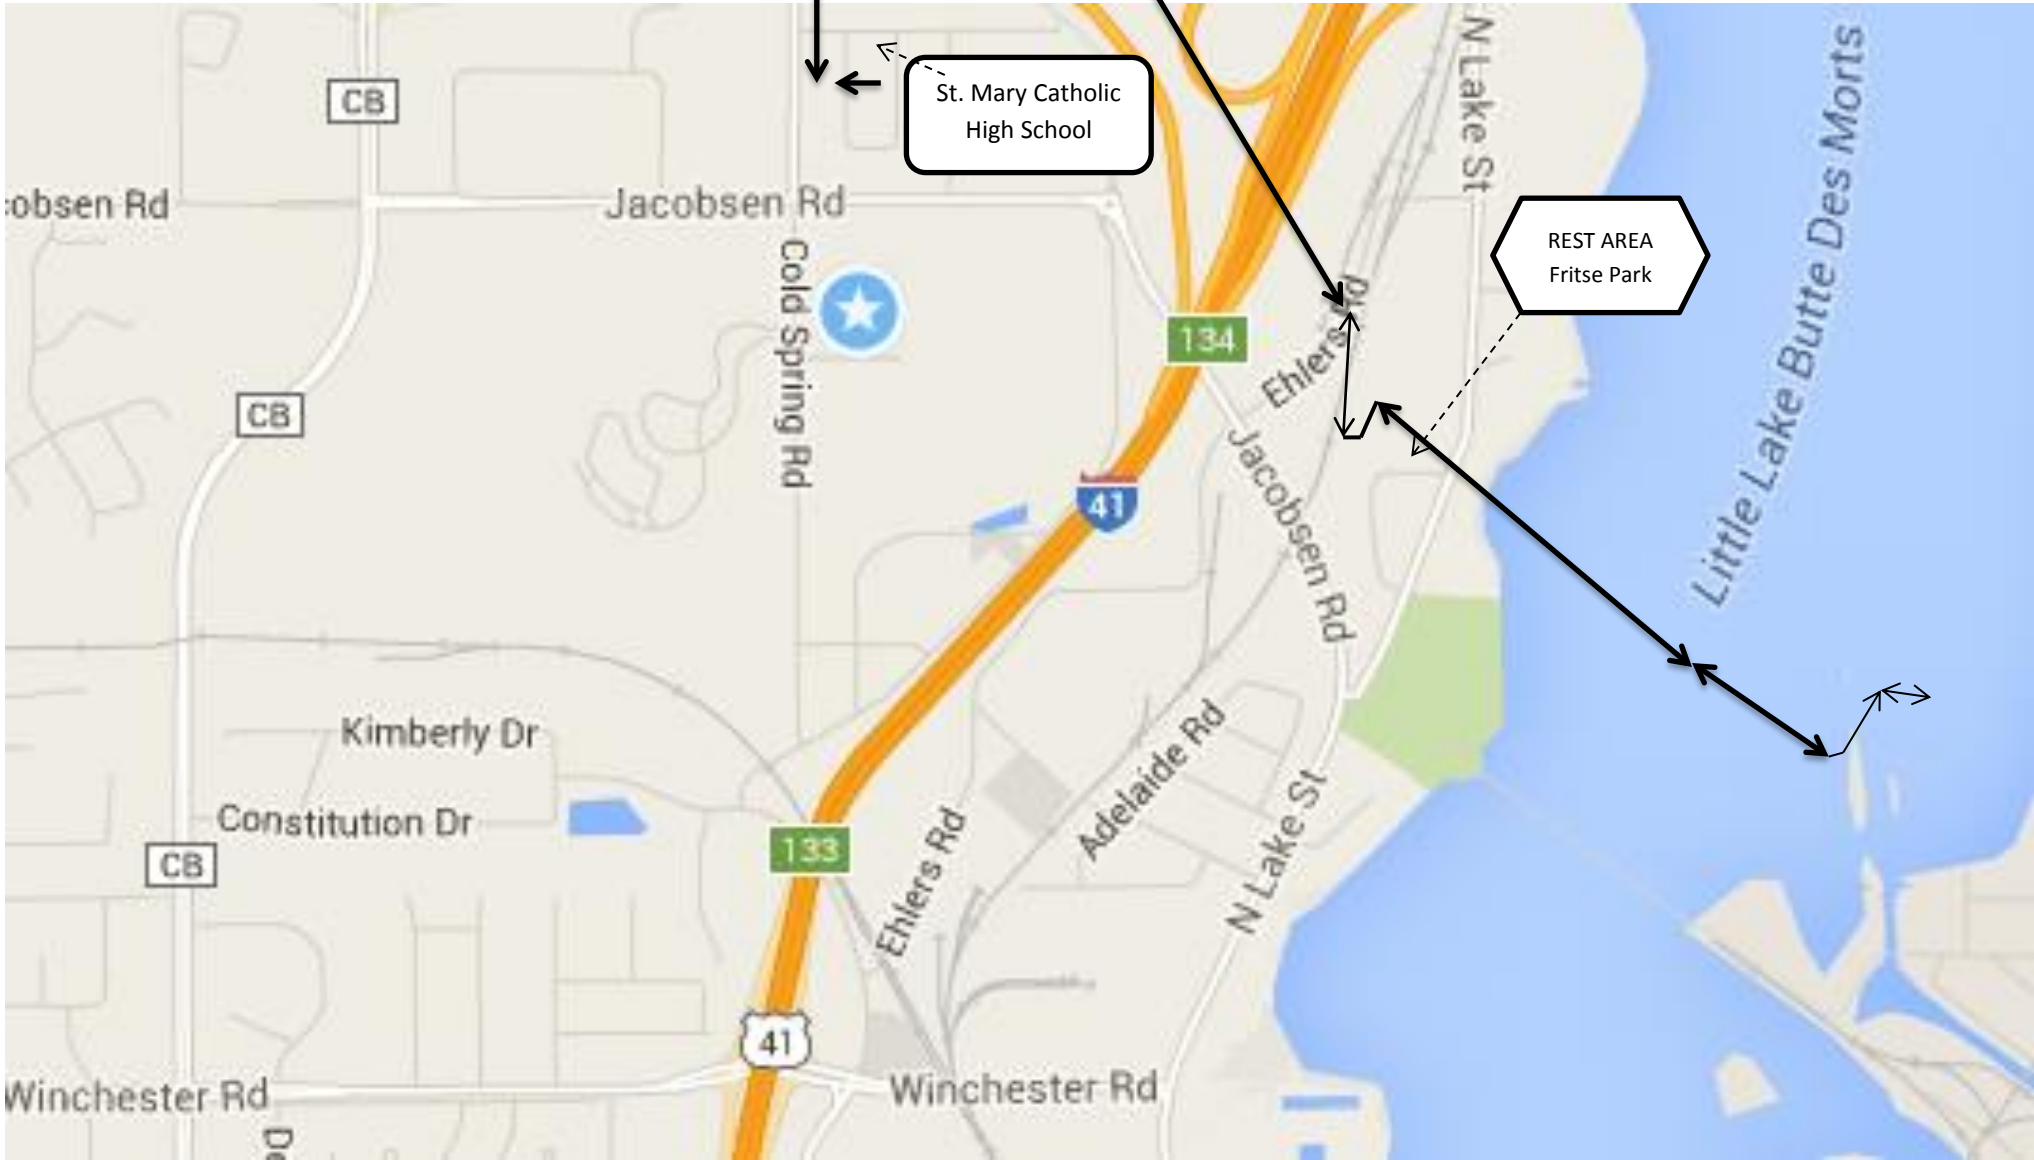 N Lake St
CB
St. Mary Catholic
High School
Little Lake Butte Des Morts
obsen Rd
Jacobsen Rd
REST AREA
Fritse Park
Cold Spring Rd
134
Ehlers Rd
CB
41
Jacobsen Rd
Kimberly Dr
Adelaide Rd
Constitution Dr
133
N Lake St
CB
Ehlers Rd
41
Winchester Rd
Winchester Rd
De